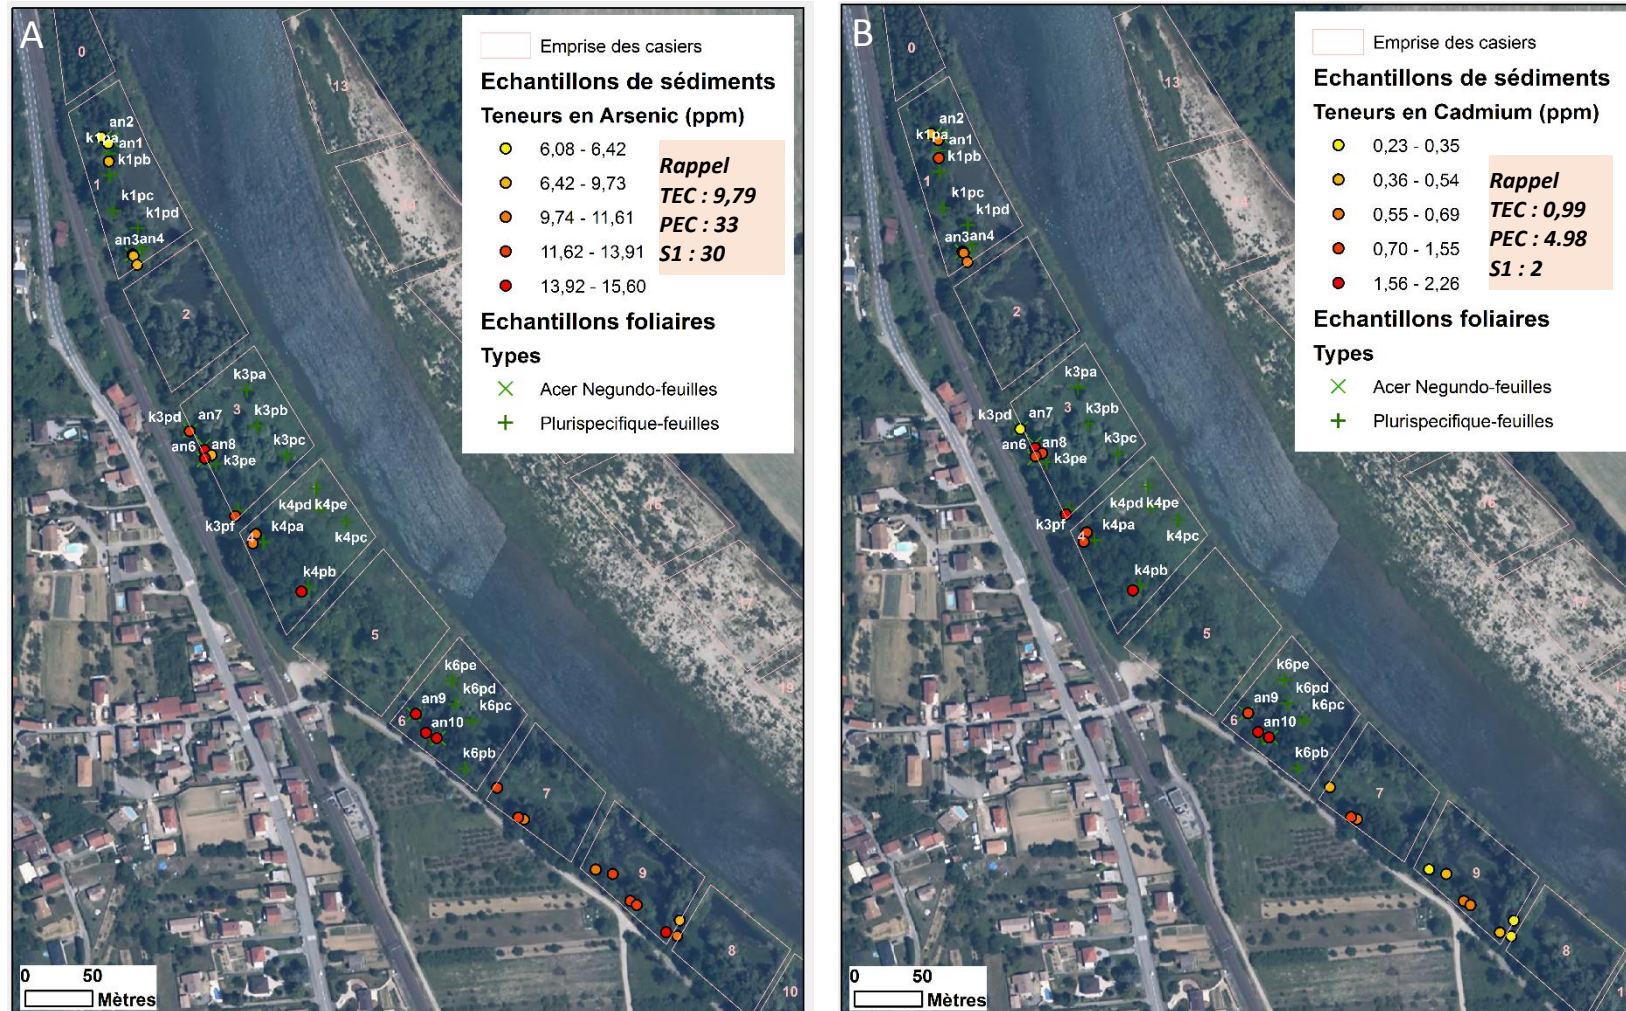 A
Emprise des casiers
Echantillons de sédiments
Teneurs en Arsenic (ppm)
6,08 - 6,42
6,42 - 9,73
9,74 - 11,61
11,62 - 13,91
13,92 - 15,60
Rappel
TEC : 9,79
PEC : 33
S1 : 30
Echantillons foliaires
Types
Acer Negundo-feuilles
Plurispecifique-feuilles
0
13
an2
k1pa
an1
k1pb
1
k1pc
k1pd
an3
an4
2
k3pa
3
k3pd
an7
k3pb
an6
an8
k3pc
k3pe
k4pd
k4pe
k3pf
k4pa
4
k4pc
k4pb
16
17
5
19
k6pe
an9
k6pd
k6pc
6
an10
k6pb
7
9
8
10
0 50
Mètres
B
Emprise des casiers
Echantillons de sédiments
Teneurs en Cadmium (ppm)
0,23 - 0,35
0,36 - 0,54
0,55 - 0,69
0,70 - 1,55
1,56 - 2,26
Rappel
TEC : 0,99
PEC : 4.98
S1 : 2
Echantillons foliaires
Types
Acer Negundo-feuilles
Plurispecifique-feuilles
0
13
an2
k1pa
an1
k1pb
1
k1pc
k1pd
an3
an4
2
k3pa
3
k3pd
an7
k3pb
an6
an8
k3pc
k3pe
k4pd
k4pe
k3pf
k4pa
4
k4pc
k4pb
16
17
5
k6pe
an9
k6pd
k6pc
6
an10
k6pb
7
9
8
0 50
Mètres